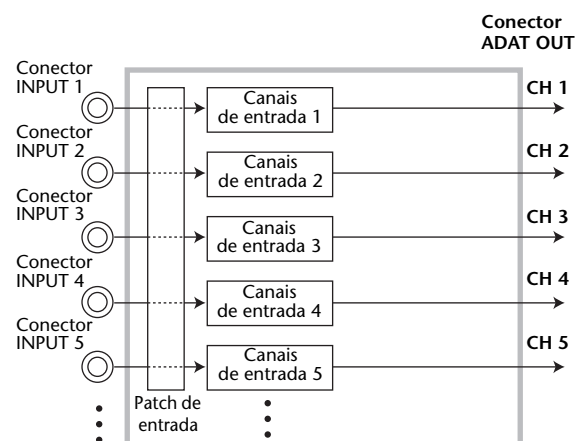 Conector
ADAT OUT
Conector
INPUT 1
Canais
de entrada 1
CH 1
Conector
INPUT 2
Canais
de entrada 2
CH 2
Conector
INPUT 3
Canais
de entrada 3
CH 3
Conector
INPUT 4
Canais
de entrada 4
CH 4
Conector
INPUT 5
Canais
de entrada 5
CH 5
Patch de
entrada